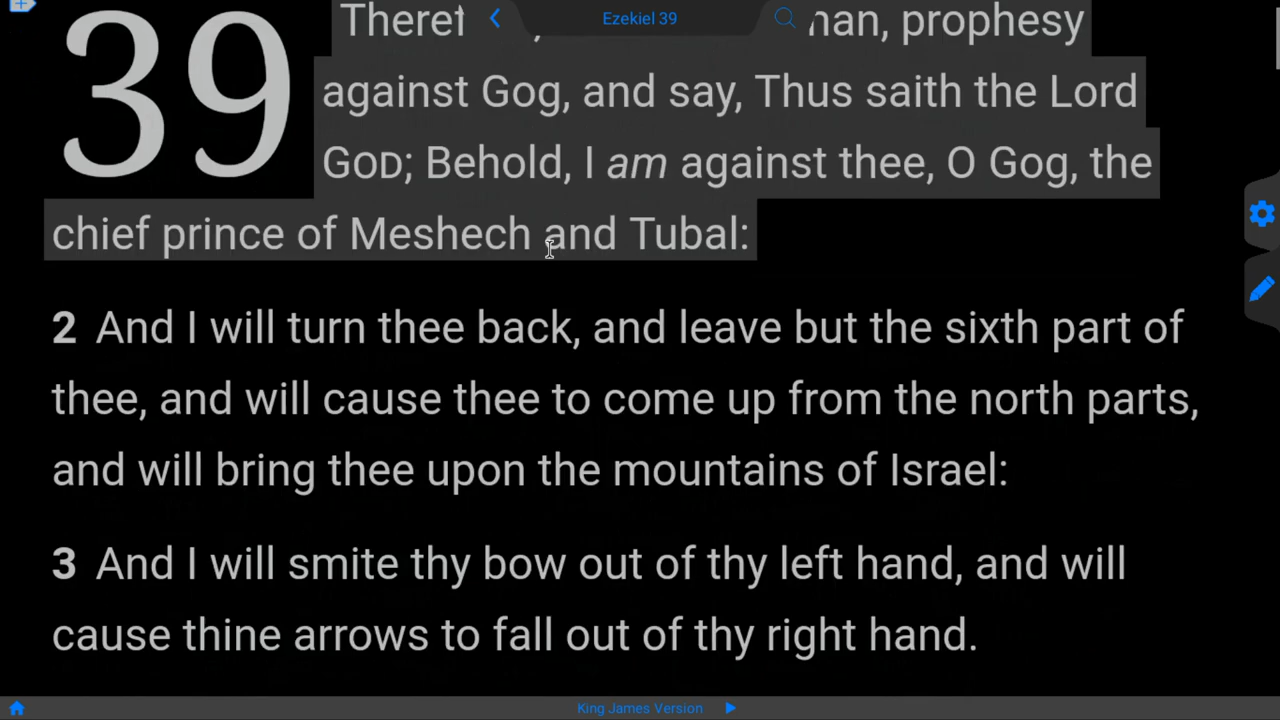 Ezekiel 39
39 prophesy
against Gog, and say, Thus saith the Lord
GOD; Behold, I am against thee, O Gog, the
chief prince of Meshech and Tubal:
2 And I will turn thee back, and leave but the sixth part of
thee, and will cause thee to come up from the north parts,
and will bring thee upon the mountains of Israel:
3 And I will smite thy bow out of thy left hand, and will
cause thine arrows to fall out of thy right hand.
King James Version